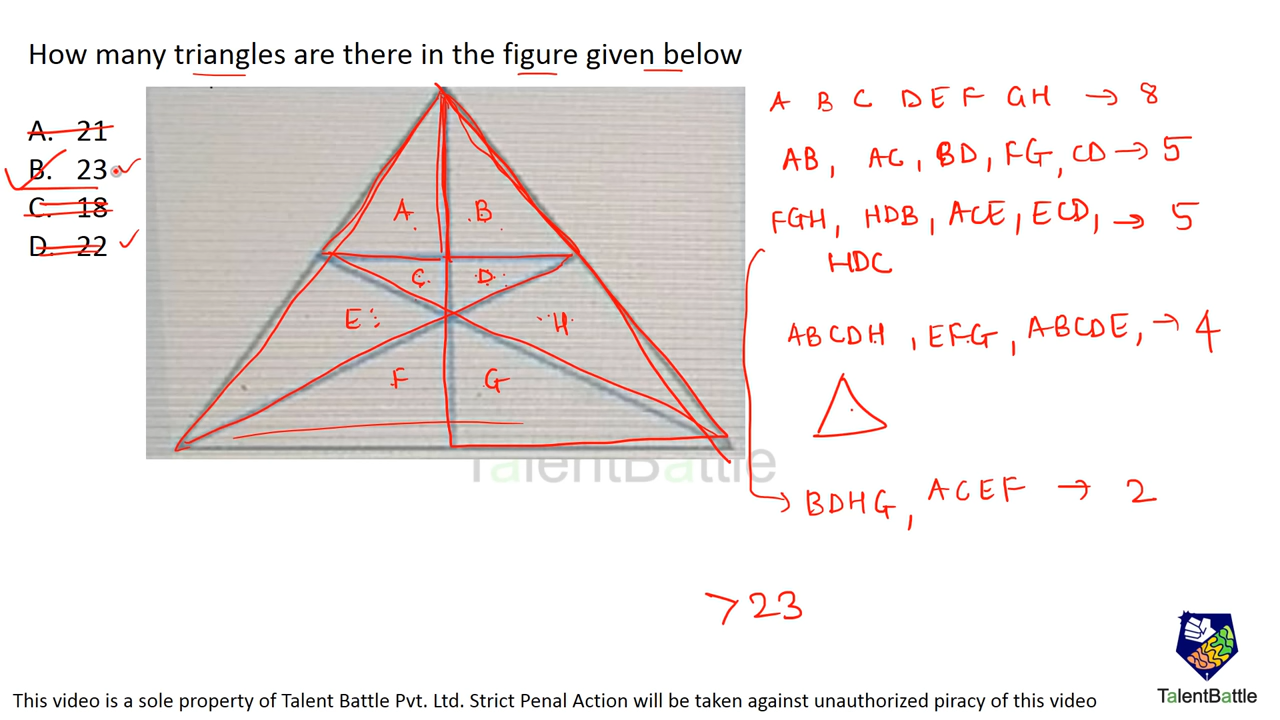 How many triangles are there in the figure given below
A. 21
B. 23
C. 18
D. 22
A B
C D
E H
F G
A B C D E F G H → 8
AB, AC, BD, FG, CD → 5
FGH, HDB, ACE, ECD, → 5
HDC
ABCDH, EFG, ABCDE, → 4
BDHG, ACEF → 2
>23
TalentBattle
TalentBattle
This video is a sole property of Talent Battle Pvt. Ltd. Strict Penal Action will be taken against unauthorized piracy of this video